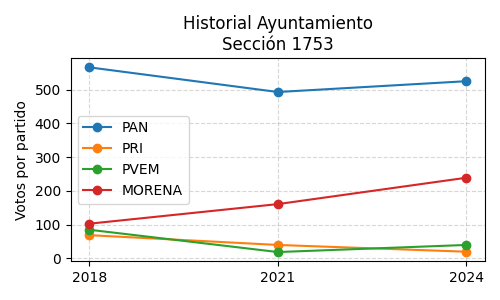 Historial Ayuntamiento
Sección 1753
Votos por partido
500
400
300
200
100
0
PAN
PRI
PVEM
MORENA
2018
2021
2024